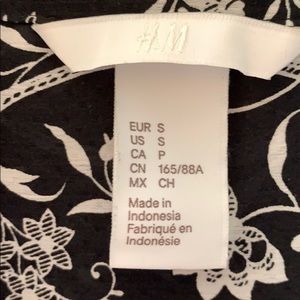 H&M
EUR S
US S
CA P
CN 165/88A
MX CH
Made in
Indonesia
Fabriqué en
Indonésie